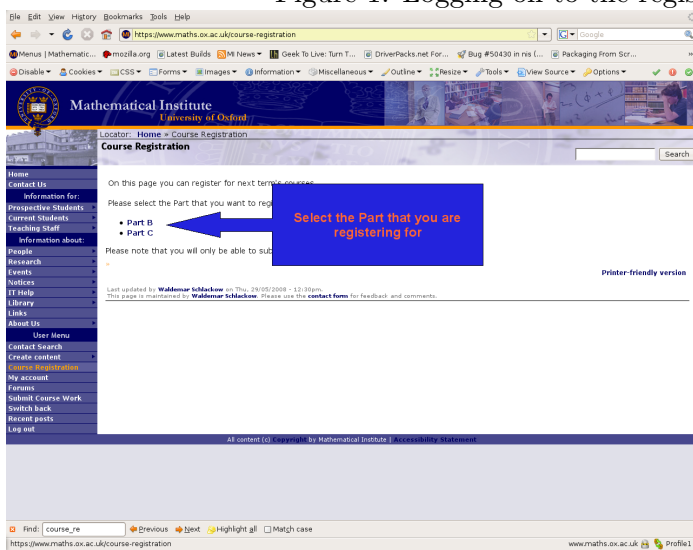 Figure 1: Logging on to the regis
File Edit View History Bookmarks Tools Help
https://www.maths.ox.ac.uk/course-registration
Google
Menus | Mathematic... mozilla.org Latest Builds MI News Geek To Live: Turn T... DriverPacks.net For... Bug #50430 in nis (... Packaging From Scr...
Disable Cookies CSS Forms Images Information Miscellaneous Outline Resize Tools View Source Options
Mathematical Institute
University of Oxford
Locator: Home » Course Registration
Course Registration
Search
Home
Contact Us
Information for:
Prospective Students
Current Students
Teaching Staff
Information about:
People
Research
Events
Notices
IT Help
Library
Links
About Us
User Menu
Contact Search
Create content
Course Registration
My account
Forums
Submit Course Work
Switch back
Recent posts
Log out
On this page you can register for next term's courses
Please select the Part that you want to regi
• Part B
• Part C
Select the Part that you are
registering for
Please note that you will only be able to sub
Printer-friendly version
Last updated by Waldemar Schlackow on Thu, 29/05/2008 - 12:30pm.
This page is maintained by Waldemar Schlackow. Please use the contact form for feedback and comments.
All content (c) Copyright by Mathematical Institute | Accessibility Statement
Find: course_re Previous Next Highlight all Match case
https://www.maths.ox.ac.uk/course-registration
www.maths.ox.ac.uk Profile1